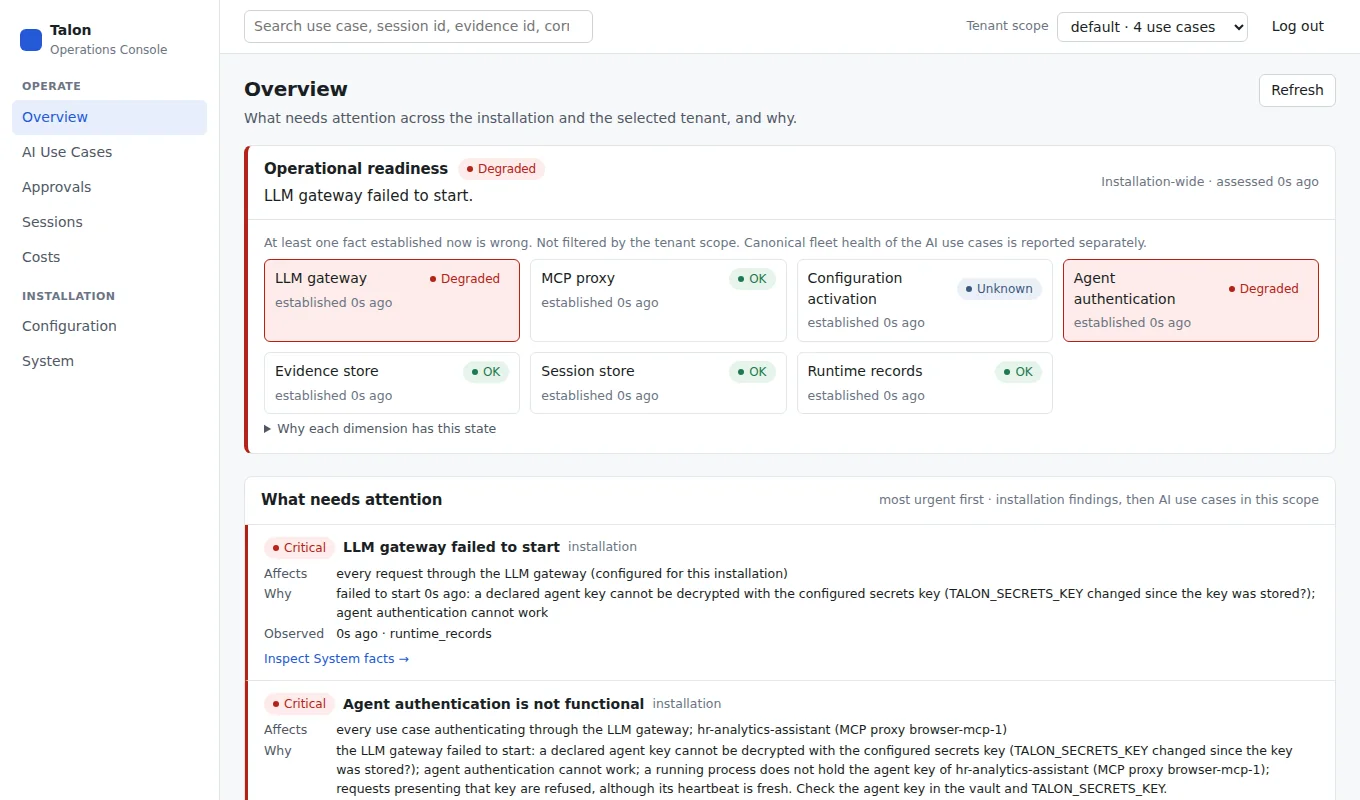 Talon
Operations Console
OPERATE
Overview
AI Use Cases
Approvals
Sessions
Costs
INSTALLATION
Configuration
System
Search use case, session id, evidence id, corr
Tenant scope
default · 4 use cases
Log out
Overview
Refresh
What needs attention across the installation and the selected tenant, and why.
Operational readiness
Degraded
LLM gateway failed to start.
Installation-wide · assessed 0s ago
At least one fact established now is wrong. Not filtered by the tenant scope. Canonical fleet health of the AI use cases is reported separately.
LLM gateway
Degraded
established 0s ago
MCP proxy
OK
established 0s ago
Configuration
activation
Unknown
established 0s ago
Agent
authentication
Degraded
established 0s ago
Evidence store
OK
established 0s ago
Session store
OK
established 0s ago
Runtime records
OK
established 0s ago
Why each dimension has this state
What needs attention
most urgent first · installation findings, then AI use cases in this scope
Critical LLM gateway failed to start installation
Affects every request through the LLM gateway (configured for this installation)
Why failed to start 0s ago: a declared agent key cannot be decrypted with the configured secrets key (TALON_SECRETS_KEY changed since the key was stored?);
agent authentication cannot work
Observed 0s ago · runtime_records
Inspect System facts →
Critical Agent authentication is not functional installation
Affects every use case authenticating through the LLM gateway; hr-analytics-assistant (MCP proxy browser-mcp-1)
Why the LLM gateway failed to start: a declared agent key cannot be decrypted with the configured secrets key (TALON_SECRETS_KEY changed since the key
was stored?); agent authentication cannot work; a running process does not hold the agent key of hr-analytics-assistant (MCP proxy browser-mcp-1);
requests presenting that key are refused, although its heartbeat is fresh. Check the agent key in the vault and TALON_SECRETS_KEY.